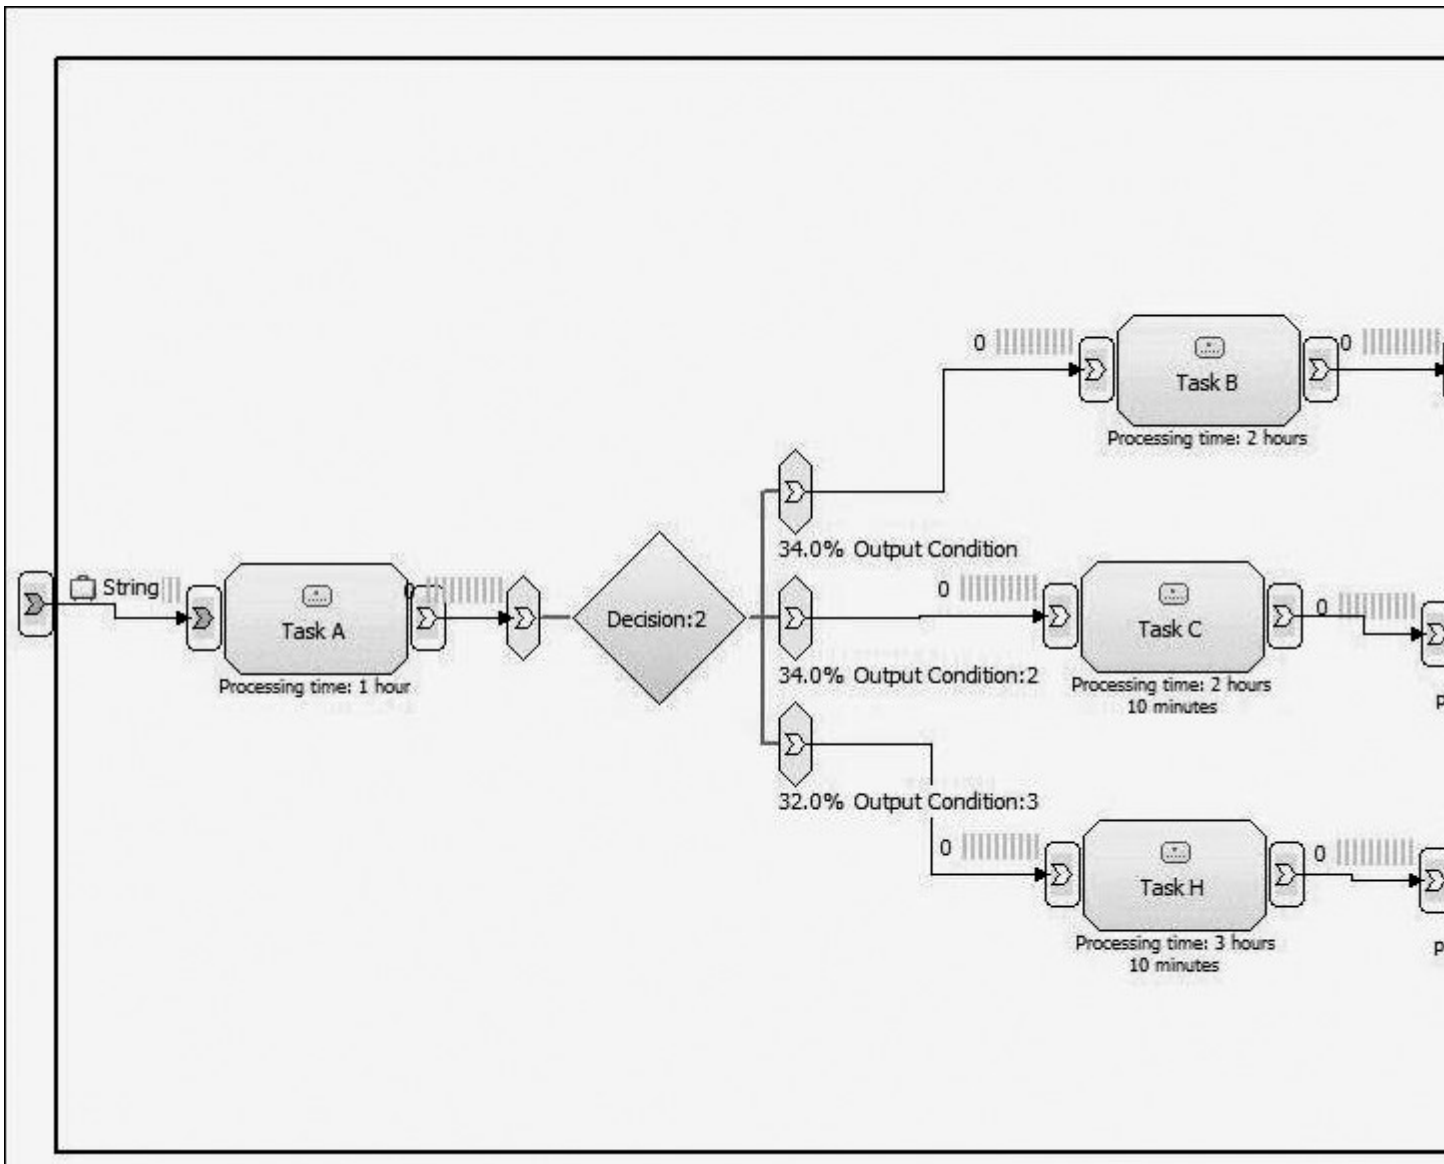 0
0
Task B
Processing time: 2 hours
34.0% Output Condition
String
0
Task A
Processing time: 1 hour
Decision:2
0
0
Task C
Processing time: 2 hours
10 minutes
34.0% Output Condition:2
P
32.0% Output Condition:3
0
0
Task H
Processing time: 3 hours
10 minutes
P